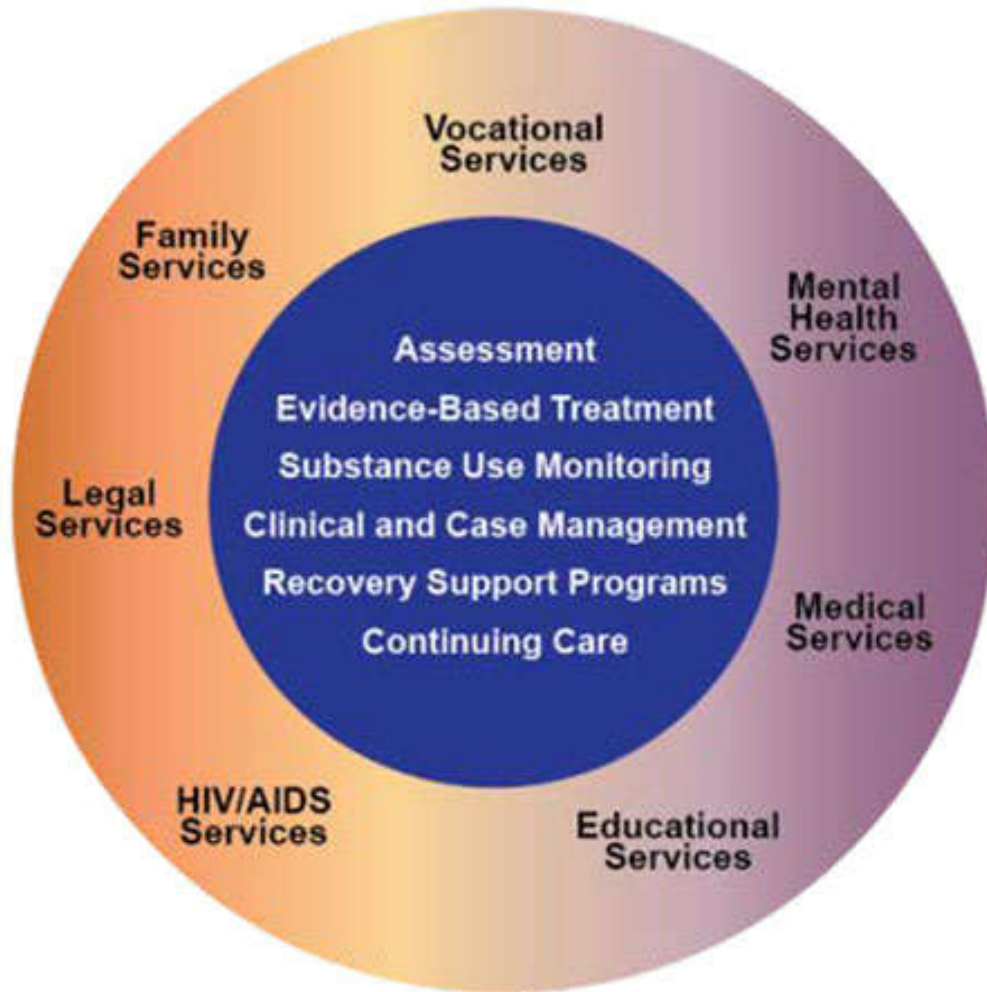 Vocational
Services
Family
Services
Mental
Health
Services
Assessment
Evidence-Based Treatment
Substance Use Monitoring
Clinical and Case Management
Recovery Support Programs
Continuing Care
Legal
Services
Medical
Services
HIV/AIDS
Services
Educational
Services